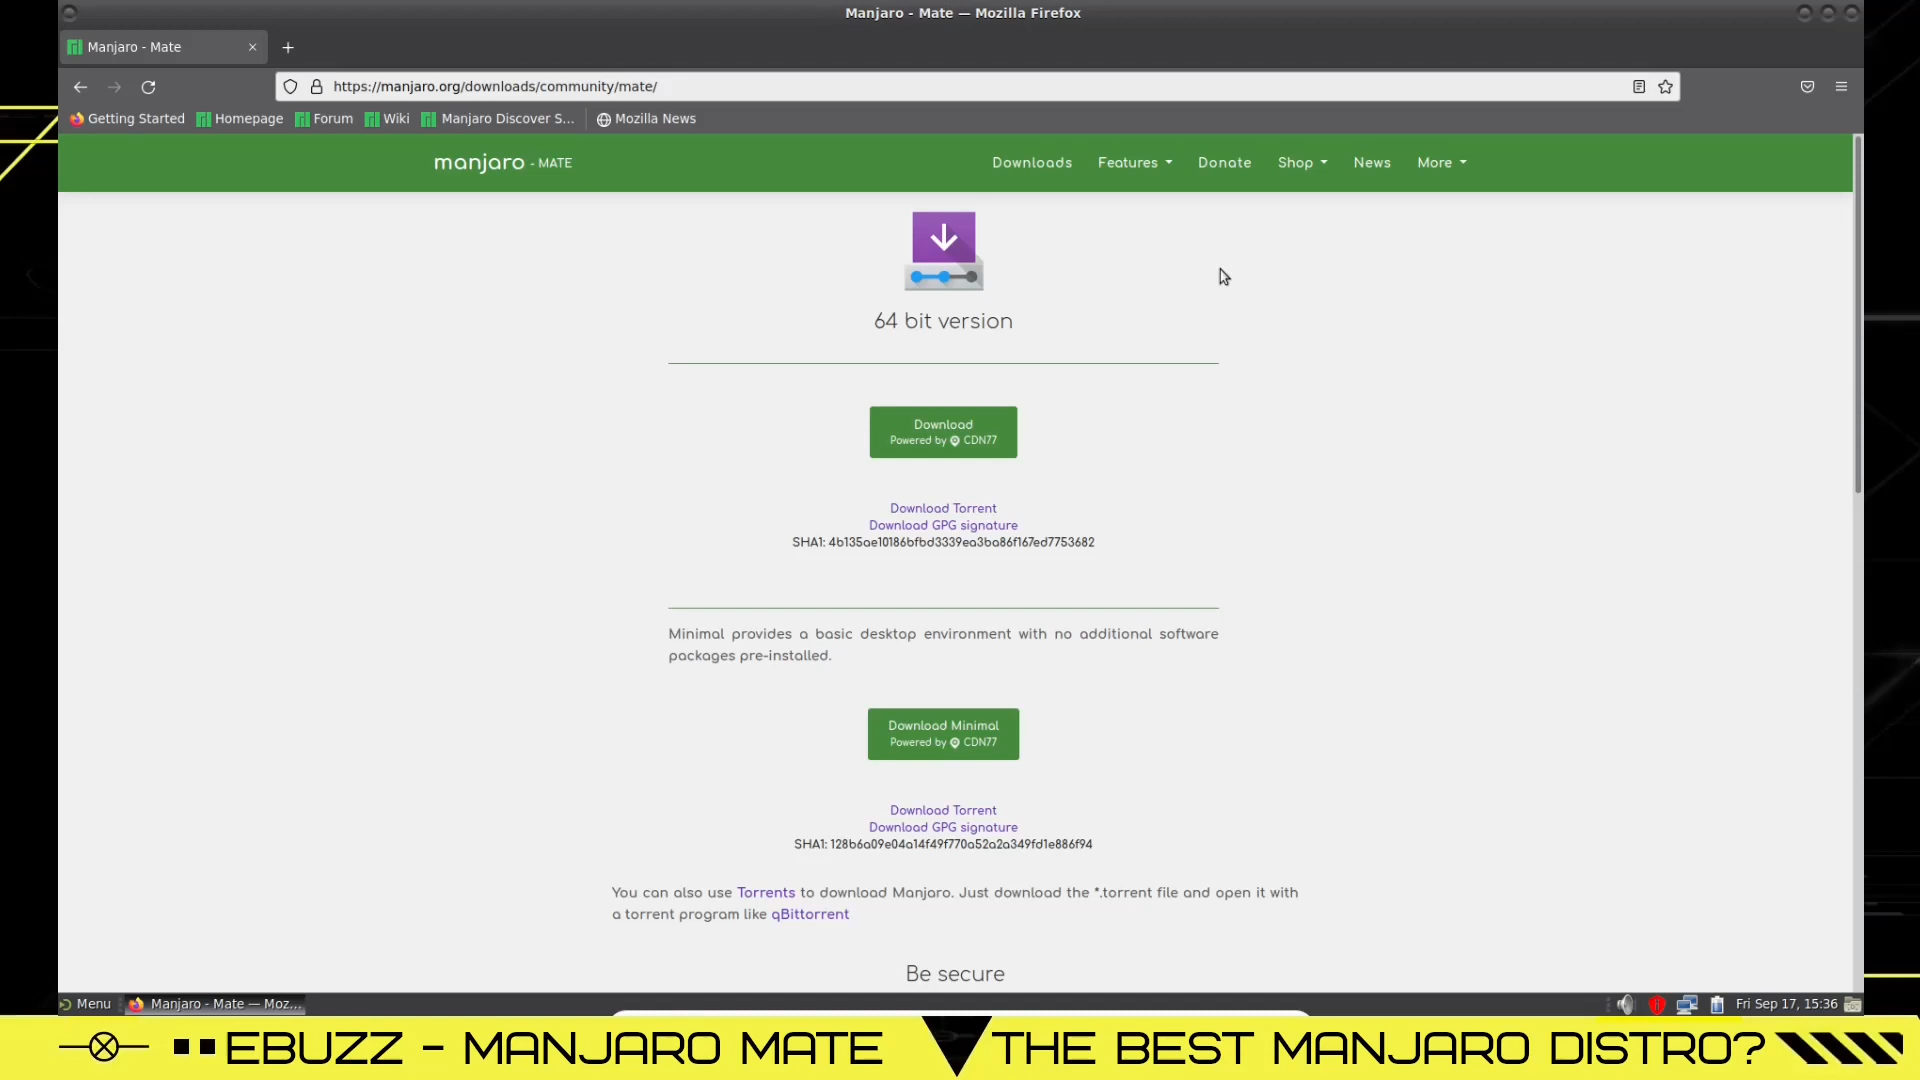 Manjaro - Mate — Mozilla Firefox
Manjaro - Mate
https://manjaro.org/downloads/community/mate/
Getting Started Homepage Forum Wiki Manjaro Discover S... Mozilla News
manjaro - MATE Downloads Features Donate Shop News More
64 bit version
Download
Powered by CDN77
Download Torrent
Download GPG signature
SHA1: 4b135ae10186bfbd3339ea3ba86f167ed7753682
Minimal provides a basic desktop environment with no additional software
packages pre-installed.
Download Minimal
Powered by CDN77
Download Torrent
Download GPG signature
SHA1: 128b6a09e04a14f49f770a52a2a349fd1e886f94
You can also use Torrents to download Manjaro. Just download the *.torrent file and open it with
a torrent program like qBittorrent
Be secure
Menu Manjaro - Mate — Moz... Fri Sep 17, 15:36
EBUZZ - MANJARO MATE THE BEST MANJARO DISTRO?